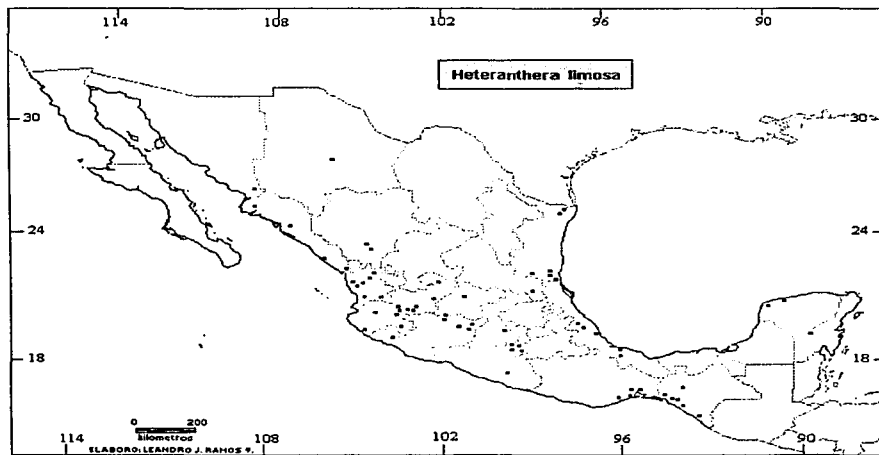 114 108 102 96 90
Heteranthera limosa
30 30
24 24
18 18
0 200
kilometros
ELABORO: LEANDRO J. RAMOS
114 108 102 96 90